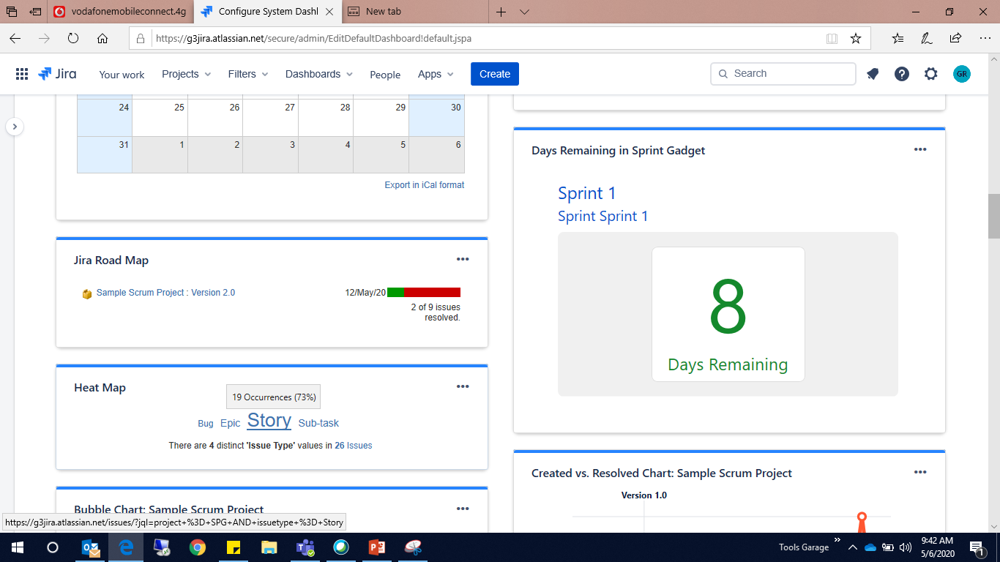 vodafonemobileconnect.4g
Configure System Dashl
New tab
https://g3jira.atlassian.net/secure/admin/EditDefaultDashboard!default.jspa
Jira
Your work
Projects
Filters
Dashboards
People
Apps
Create
Search
GR
24 25 26 27 28 29 30
31 1 2 3 4 5 6
Export in iCal format
Jira Road Map
Sample Scrum Project : Version 2.0
12/May/20
2 of 9 issues
resolved.
Heat Map
19 Occurrences (73%)
Bug Epic Story Sub-task
There are 4 distinct 'Issue Type' values in 26 Issues
Bubble Chart: Sample Scrum Project
Days Remaining in Sprint Gadget
Sprint 1
Sprint Sprint 1
8
Days Remaining
Created vs. Resolved Chart: Sample Scrum Project
Version 1.0
https://g3jira.atlassian.net/issues/?jql=project+%3D+SPG+AND+issuetype+%3D+Story
Tools Garage
9:42 AM
5/6/2020
1